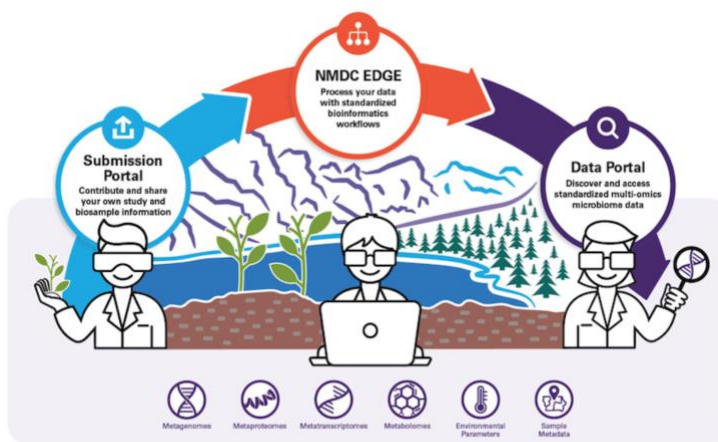 NMDC EDGE
Process your data
with standardized
bioinformatics
workflows
Submission
Portal
Contribute and share
your own study and
biosample information
Data Portal
Discover and access
standardized multi-omics
microbiome data
Metagenomes
Metaproteomes
Metatranscriptomes
Metabolomes
Environmental
Parameters
Sample
Metadata